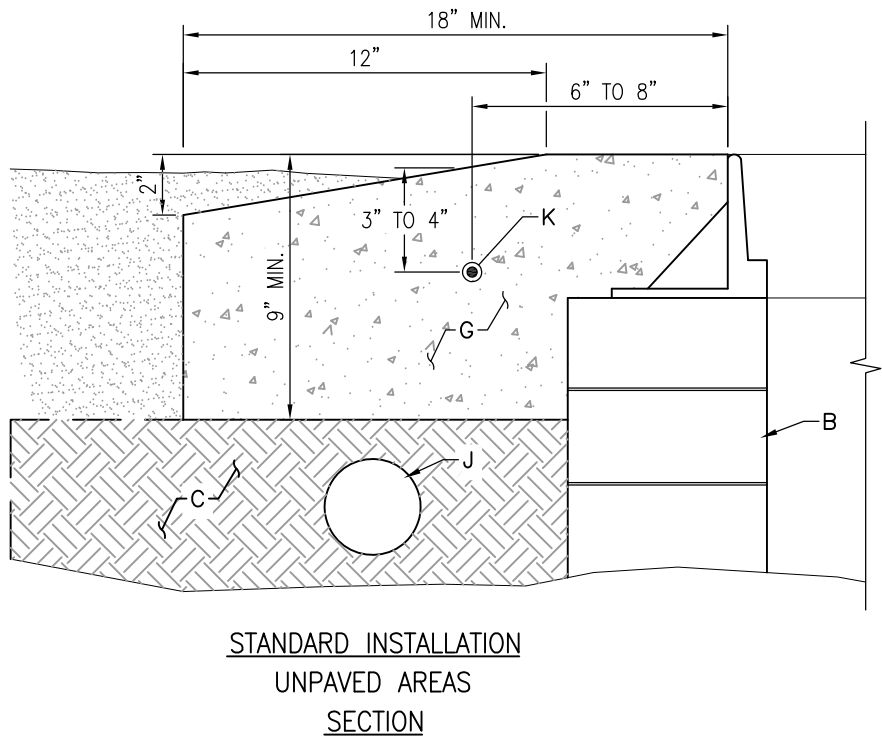 18” MIN.
12”
6” TO 8”
2”
3” TO 4”
K
9” MIN.
G
B
J
C
STANDARD INSTALLATION
UNPAVED AREAS
SECTION